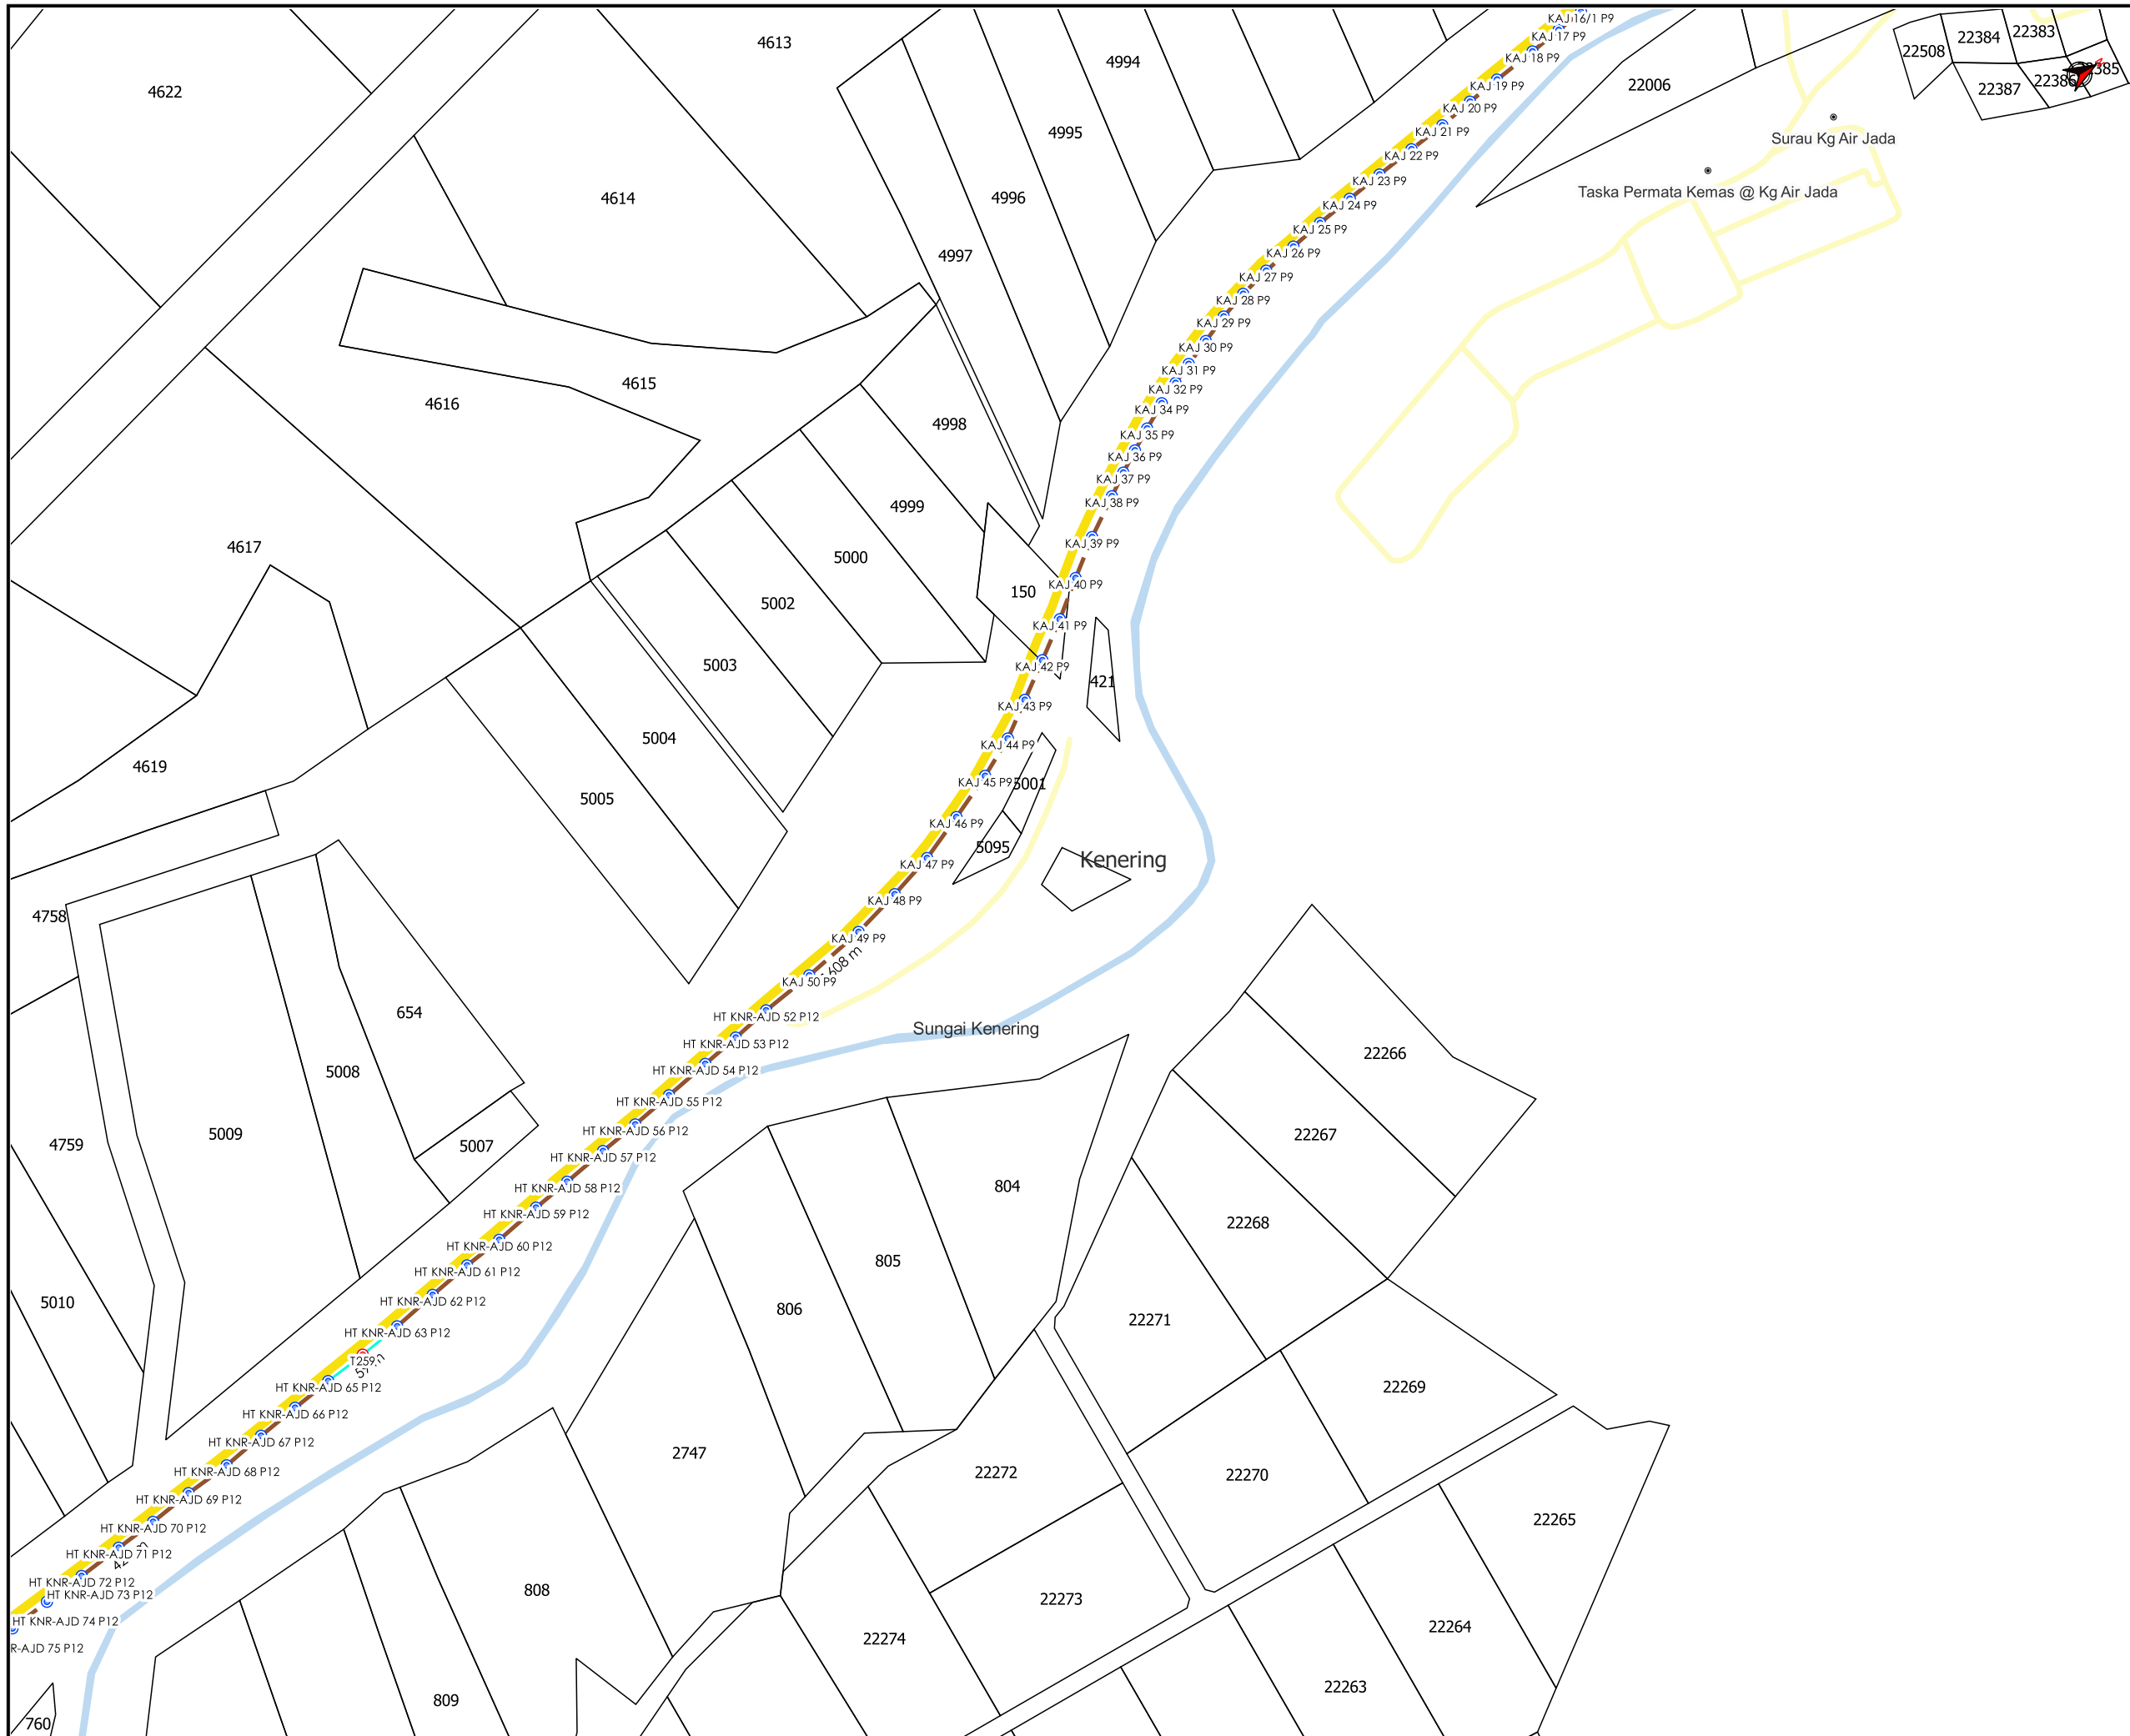 KAJ 16/1 P9
KAJ 17 P9
KAJ 18 P9
KAJ 19 P9
KAJ 20 P9
KAJ 21 P9
KAJ 22 P9
KAJ 23 P9
KAJ 24 P9
KAJ 25 P9
KAJ 26 P9
KAJ 27 P9
KAJ 28 P9
KAJ 29 P9
KAJ 30 P9
KAJ 31 P9
KAJ 32 P9
KAJ 34 P9
KAJ 35 P9
KAJ 36 P9
KAJ 37 P9
KAJ 38 P9
KAJ 39 P9
KAJ 40 P9
KAJ 41 P9
KAJ 42 P9
KAJ 43 P9
KAJ 44 P9
KAJ 45 P9
KAJ 46 P9
KAJ 47 P9
KAJ 48 P9
KAJ 49 P9
KAJ 50 P9
HT KNR-AJD 52 P12
HT KNR-AJD 53 P12
HT KNR-AJD 54 P12
HT KNR-AJD 55 P12
HT KNR-AJD 56 P12
HT KNR-AJD 57 P12
HT KNR-AJD 58 P12
HT KNR-AJD 59 P12
HT KNR-AJD 60 P12
HT KNR-AJD 61 P12
HT KNR-AJD 62 P12
HT KNR-AJD 63 P12
T259
HT KNR-AJD 65 P12
HT KNR-AJD 66 P12
HT KNR-AJD 67 P12
HT KNR-AJD 68 P12
HT KNR-AJD 69 P12
HT KNR-AJD 70 P12
HT KNR-AJD 71 P12
HT KNR-AJD 72 P12
HT KNR-AJD 73 P12
HT KNR-AJD 74 P12
R-AJD 75 P12
4622
4613
4994
22006
22508
22384
22383
22387
22386
22385
Surau Kg Air Jada
Taska Permata Kemas @ Kg Air Jada
4614
4995
4996
4997
4615
4616
4998
4999
4617
5000
150
5002
5003
421
5004
4619
5005
5001
5095
Kenering
4758
654
Sungai Kenering
5008
4759
5009
5007
5010
22266
22267
804
22268
805
806
22271
22269
2747
22272
22270
22265
808
22273
22274
22264
22263
809
760